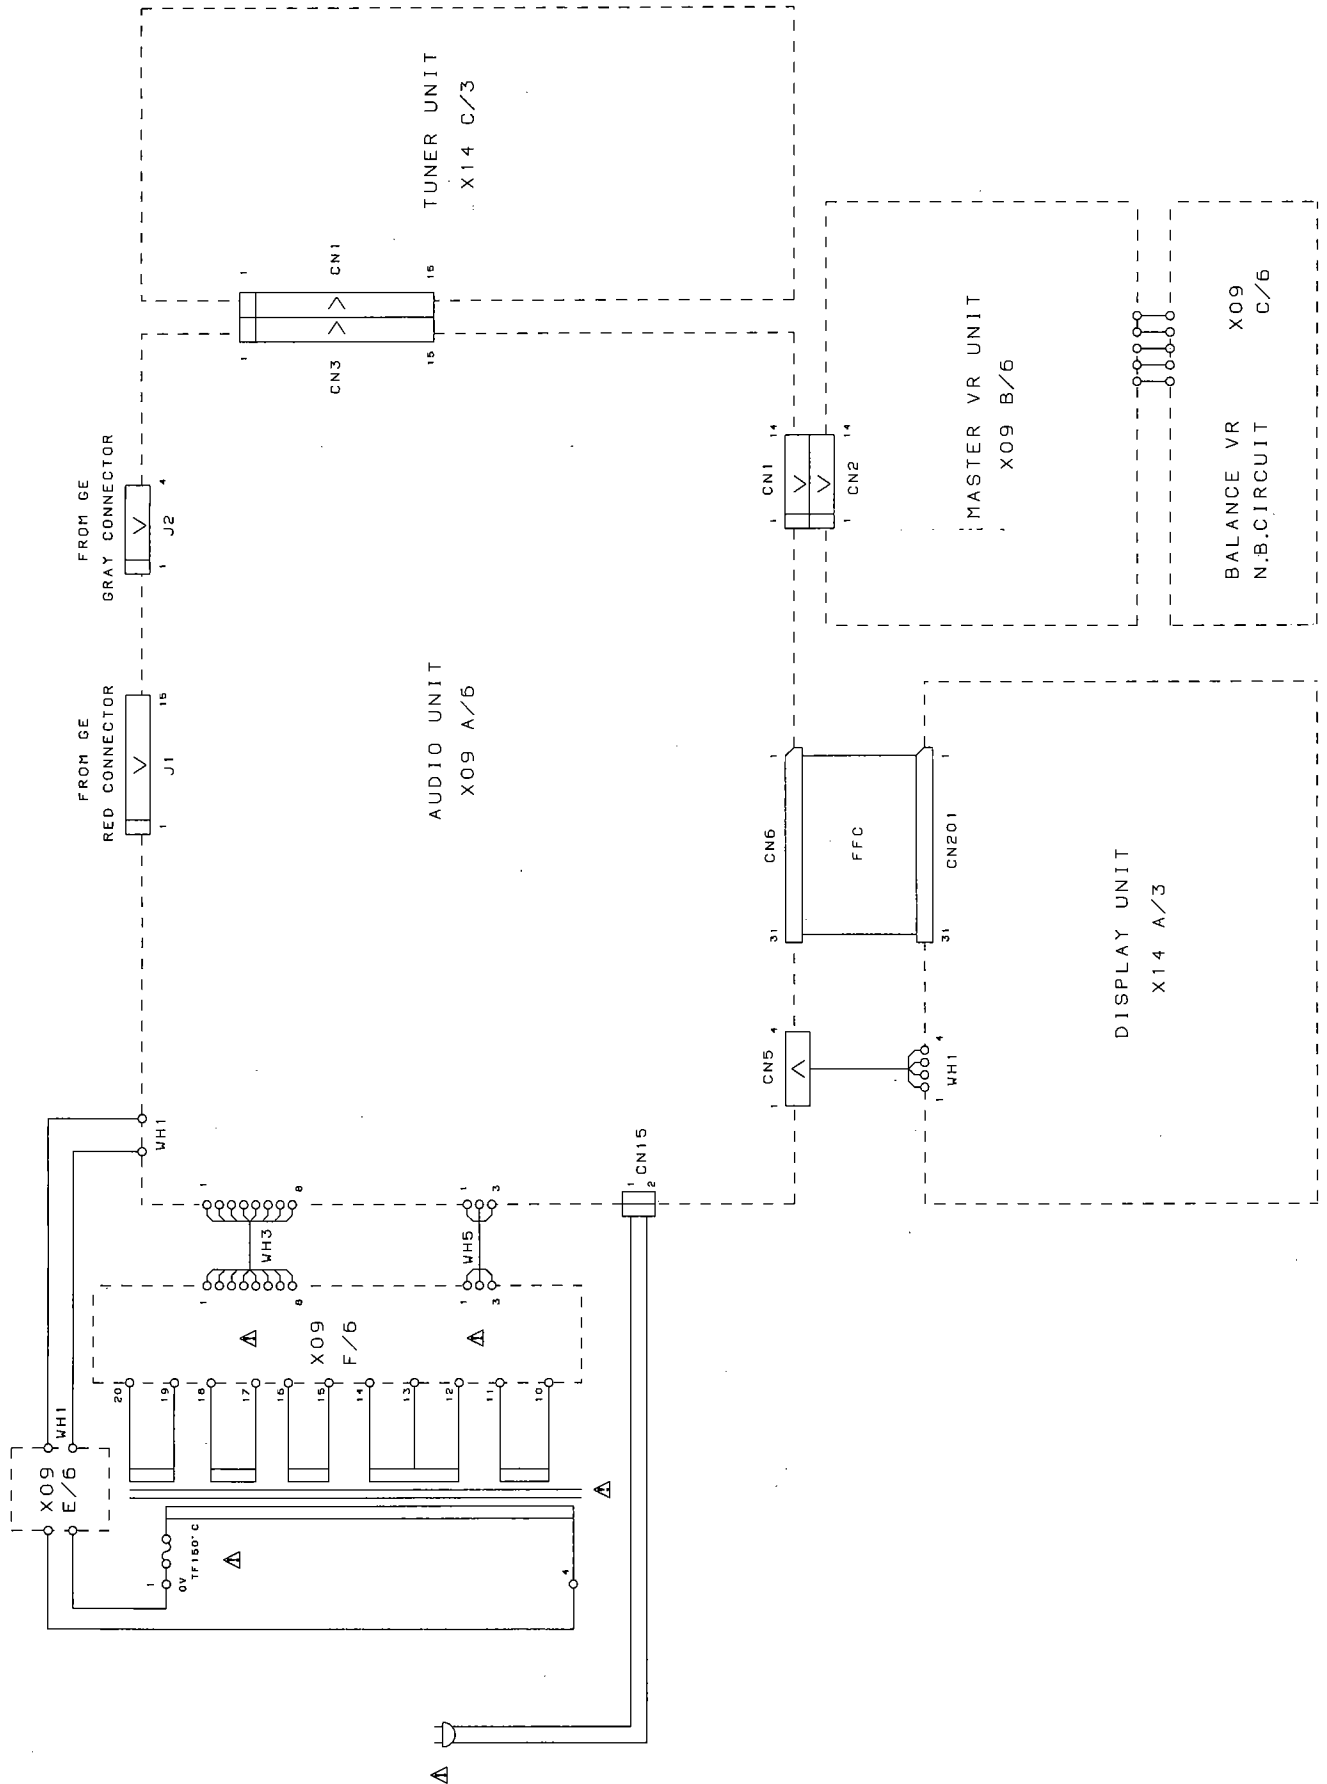 FROM GE
GRAY CONNECTOR
1
4
J2
FROM GE
RED CONNECTOR
1
15
J1
TUNER UNIT
X14 C/3
1
CN1
15
1
CN3
15
AUDIO UNIT
X09 A/6
CN1
1
14
1
14
CN2
MASTER VR UNIT
X09 B/6
BALANCE VR
N.B.CIRCUIT
X09
C/6
CN6
31
1
FFC
31
1
CN201
DISPLAY UNIT
X14 A/3
CN5
1
4
1
4
WH1
WH1
1
8
WH3
1
8
1
3
WH5
1
3
1
2
CN15
X09
F/6
20
19
18
17
16
15
14
13
12
11
10
WH1
X09
E/6
1
0V
TF150°C
4